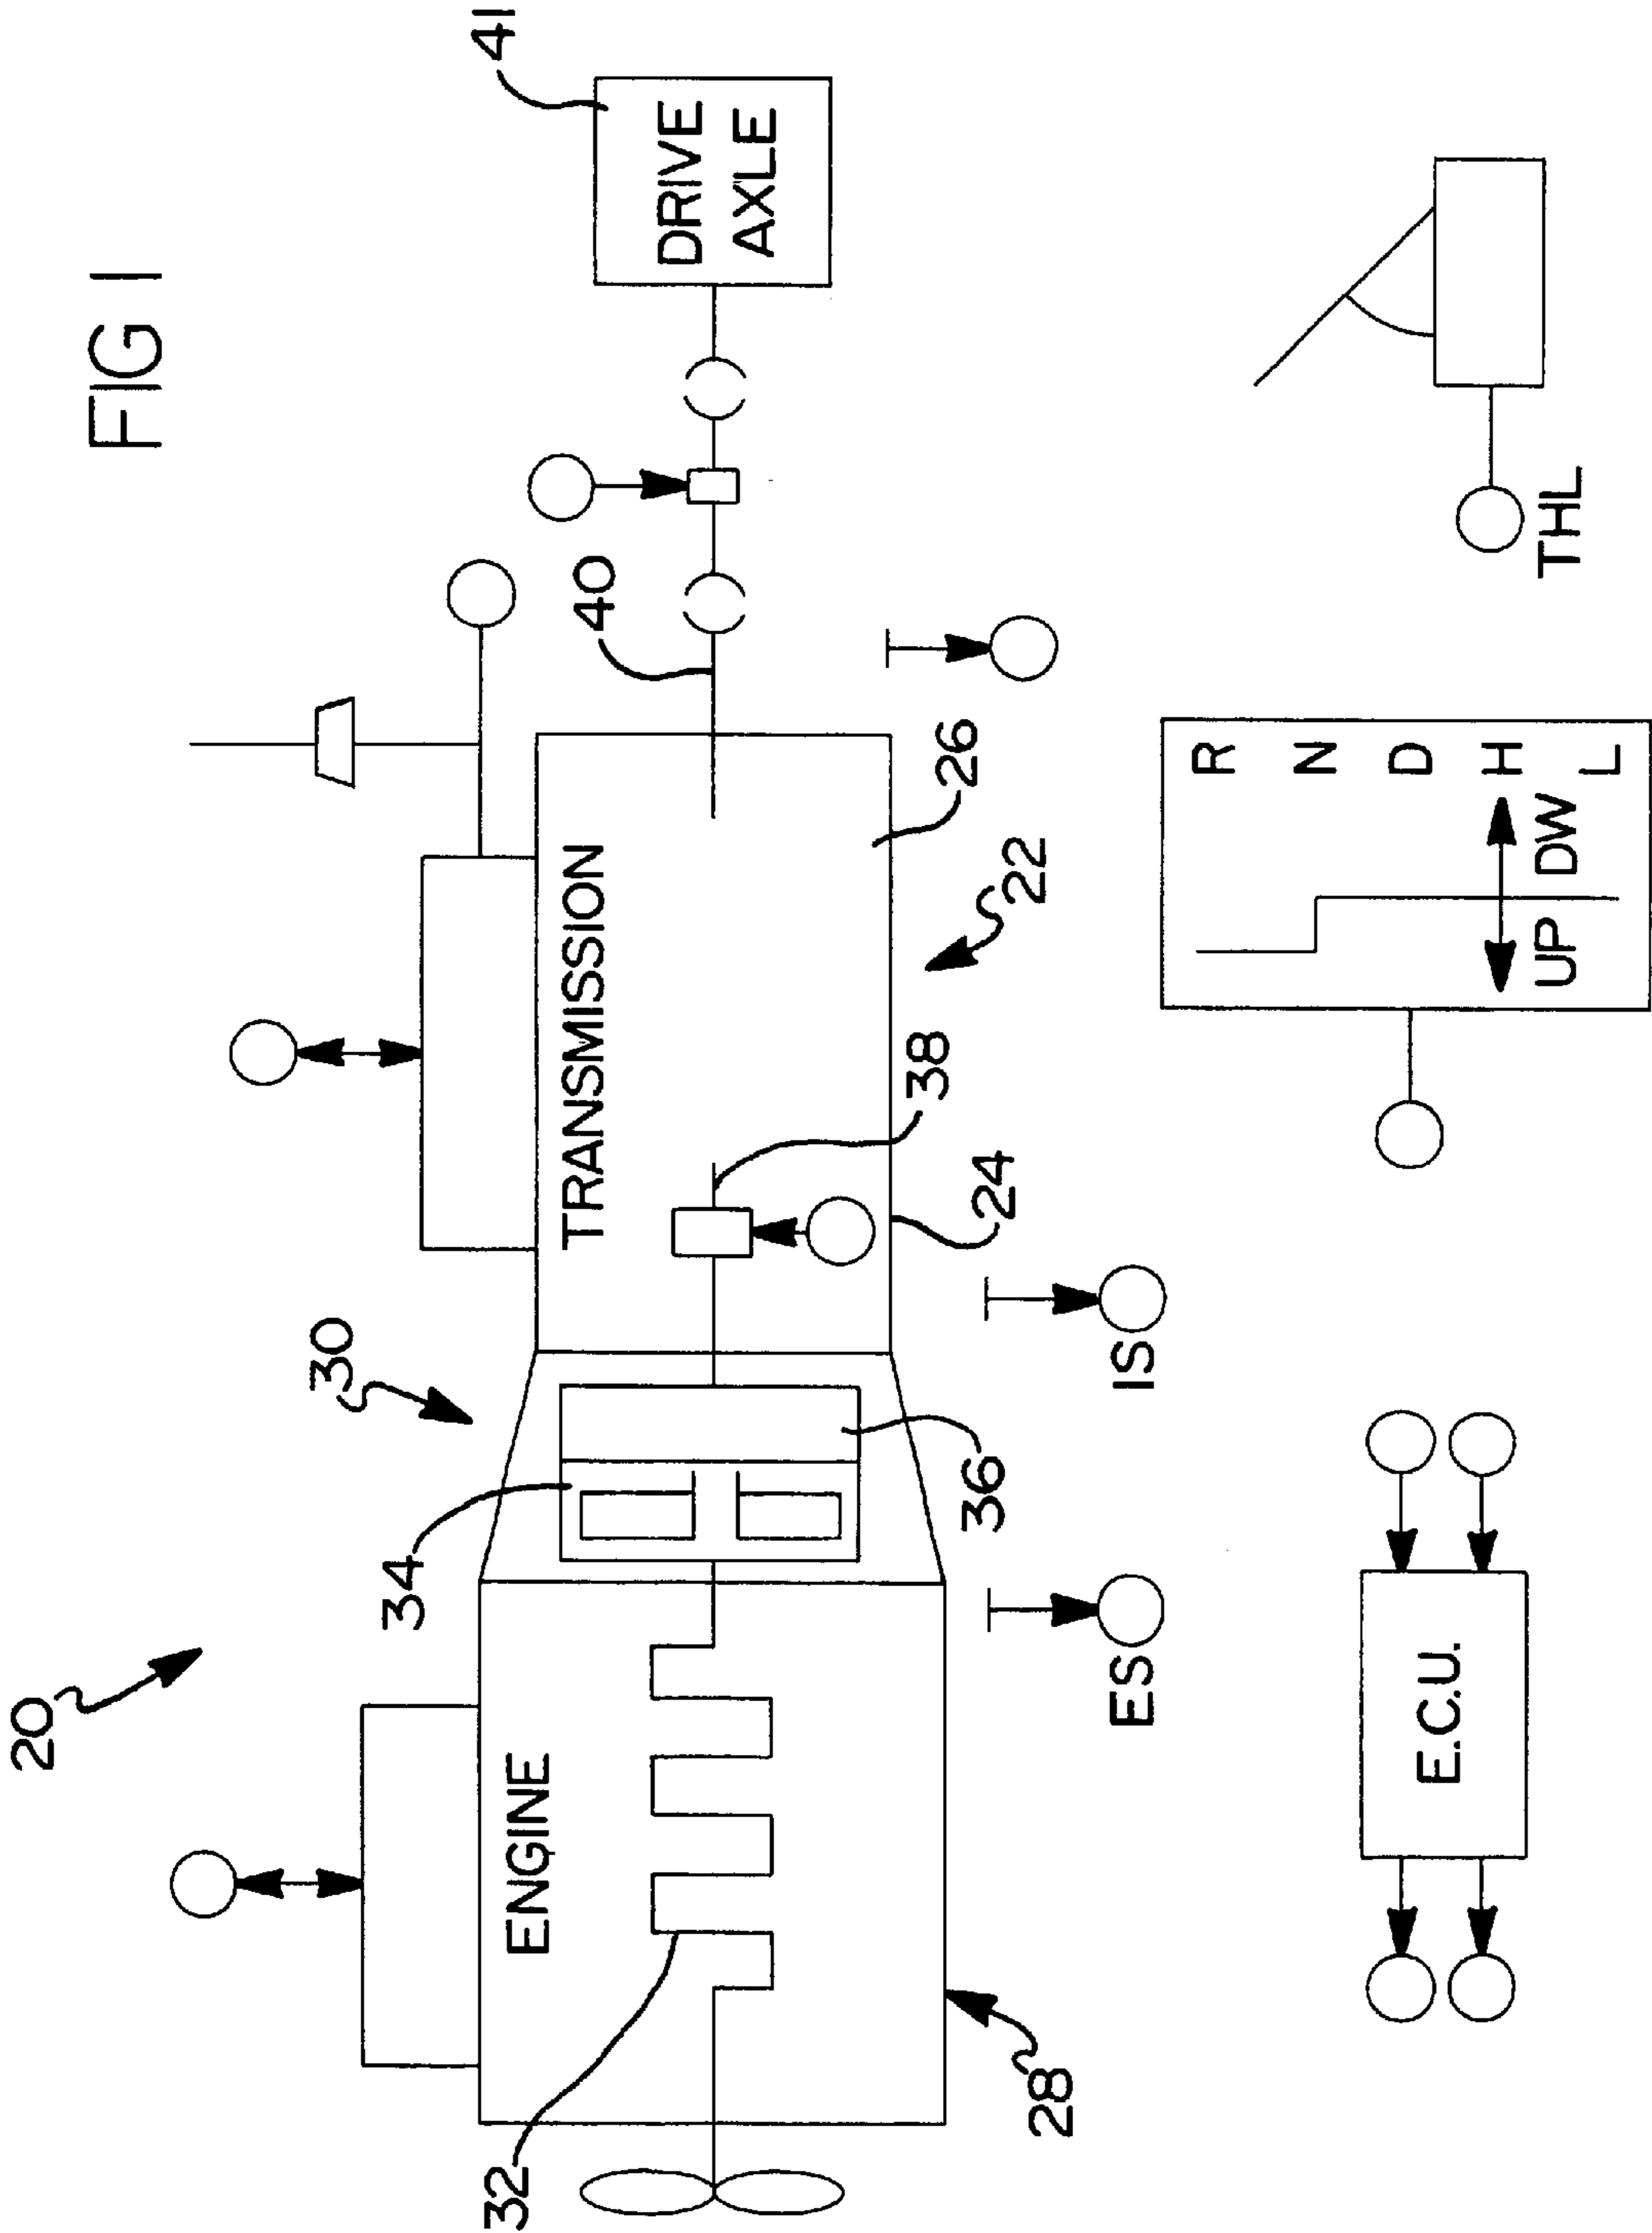 FIG 1
20
30
34
ENGINE
TRANSMISSION
40
DRIVE
AXLE
41
32
28
36
38
24
22
26
ES
IS
E.C.U.
R
N
D
H
L
UP DW
THL